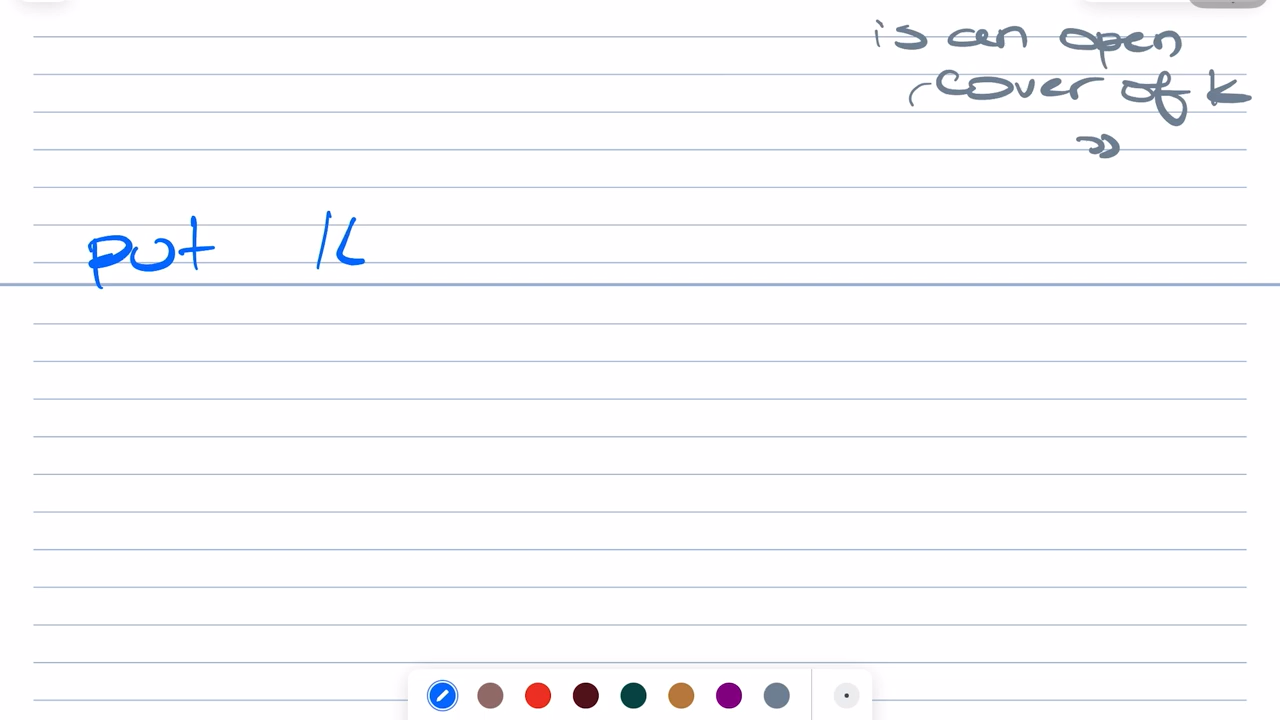 is an open
cover of k
>>
put k